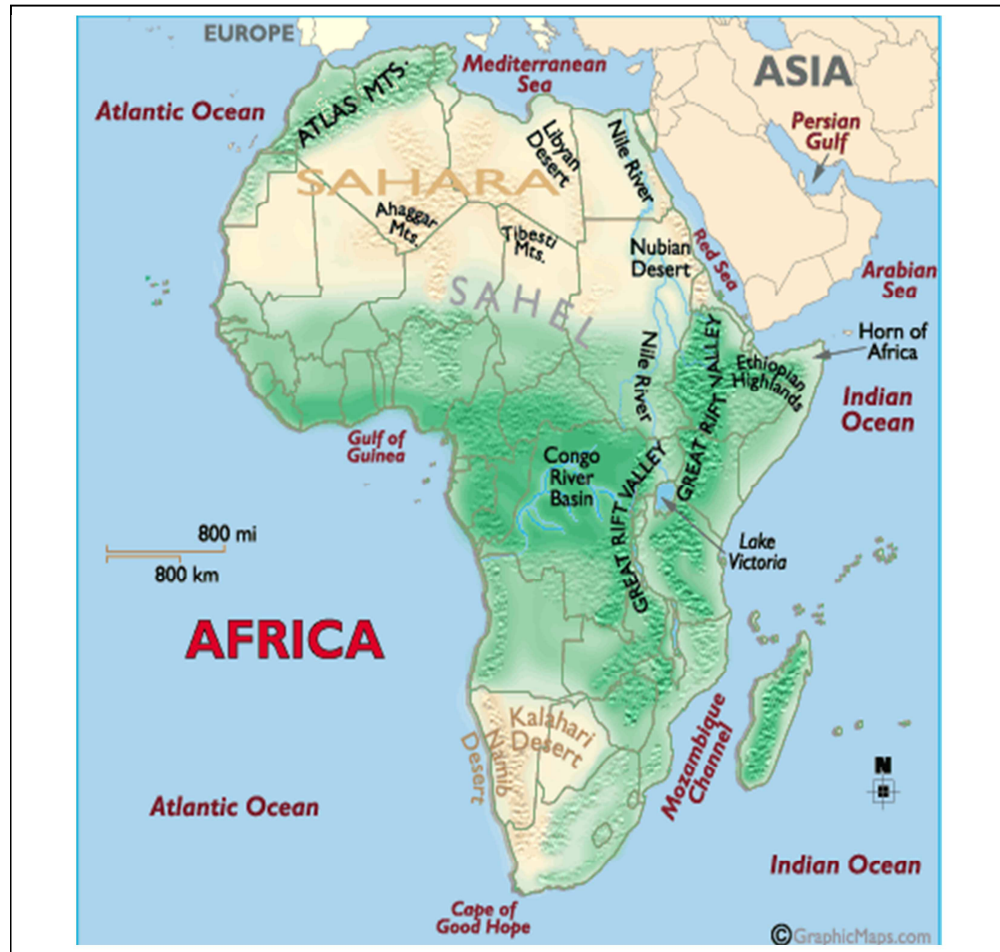 EUROPE
Mediterranean
Sea
ASIA
Atlantic Ocean
ATLAS MTS.
Persian
Gulf
Libyan
Desert
Nile River
SAHARA
Ahaggar
Mts.
Tibesti
Mts.
Nubian
Desert
Red Sea
Arabian
Sea
SAHEL
Horn of
Africa
Nile River
GREAT RIFT VALLEY
Ethiopian
Highlands
Indian
Ocean
Gulf of
Guinea
Congo
River
Basin
GREAT RIFT VALLEY
800 mi
800 km
Lake
Victoria
AFRICA
Kalahari
Desert
Namib
Desert
Mozambique
Channel
N
Atlantic Ocean
Indian Ocean
Cape of
Good Hope
© GraphicMaps.com